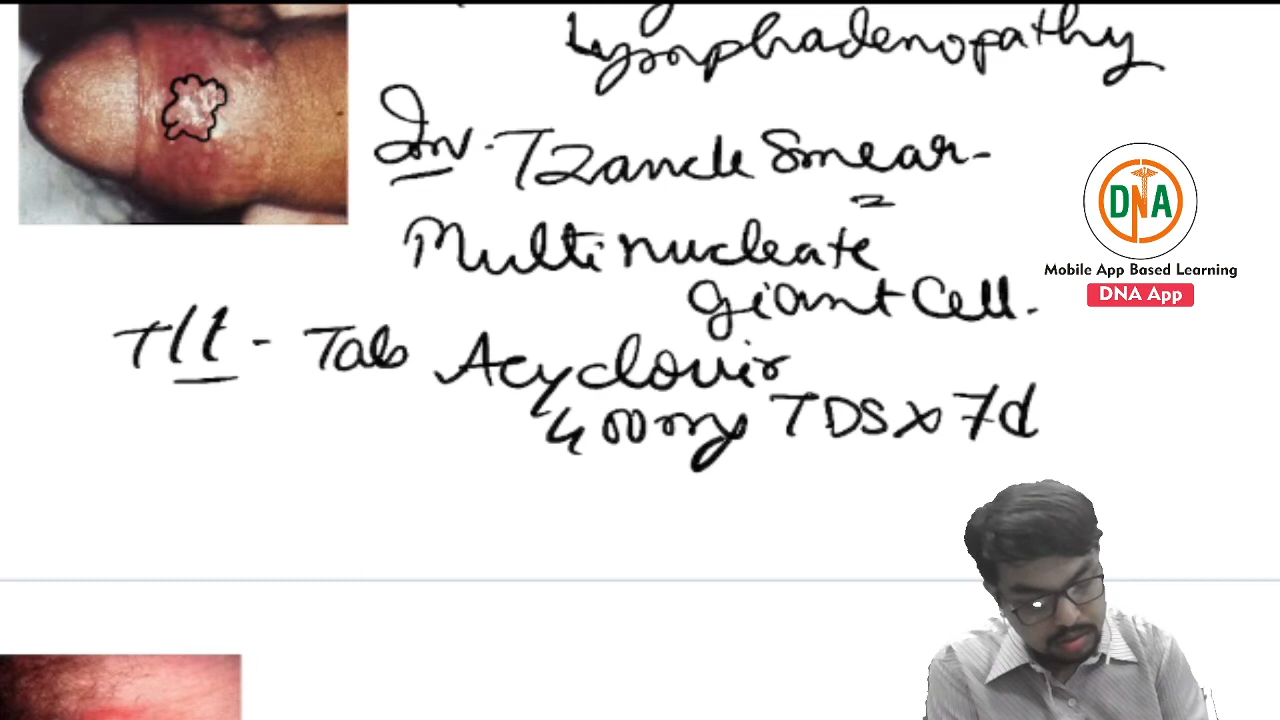 Lymphadenopathy
Inv. Tzanck Smear-
Multinucleate
giant Cell.
Tlt - Tab Acyclovir
400mg TDS x 7d
DNA
Mobile App Based Learning
DNA App